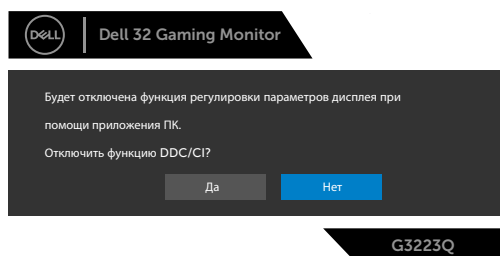 DELL
Dell 32 Gaming Monitor
Будет отключена функция регулировки параметров дисплея при
помощи приложения ПК.
Отключить функцию DDC/CI?
Да
Нет
G3223Q